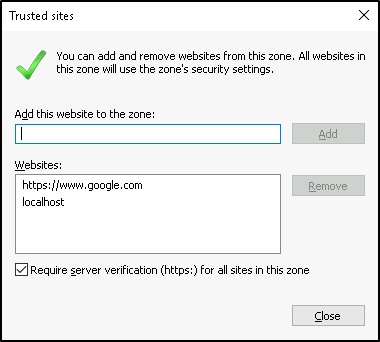 Trusted sites
You can add and remove websites from this zone. All websites in
this zone will use the zone's security settings.
Add this website to the zone:
Add
Websites:
https://www.google.com
localhost
Remove
Require server verification (https:) for all sites in this zone
Close